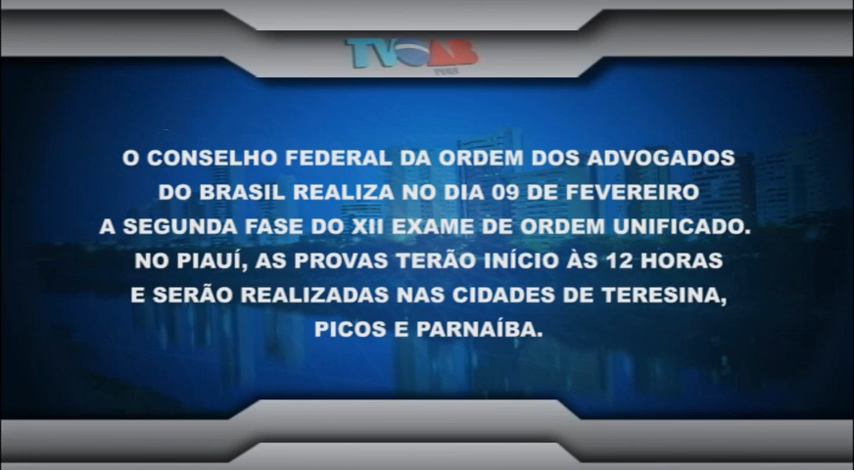 TVOAB
O CONSELHO FEDERAL DA ORDEM DOS ADVOGADOS
DO BRASIL REALIZA NO DIA 09 DE FEVEREIRO
A SEGUNDA FASE DO XII EXAME DE ORDEM UNIFICADO.
NO PIAUÍ, AS PROVAS TERÃO INÍCIO ÀS 12 HORAS
E SERÃO REALIZADAS NAS CIDADES DE TERESINA,
PICOS E PARNAÍBA.